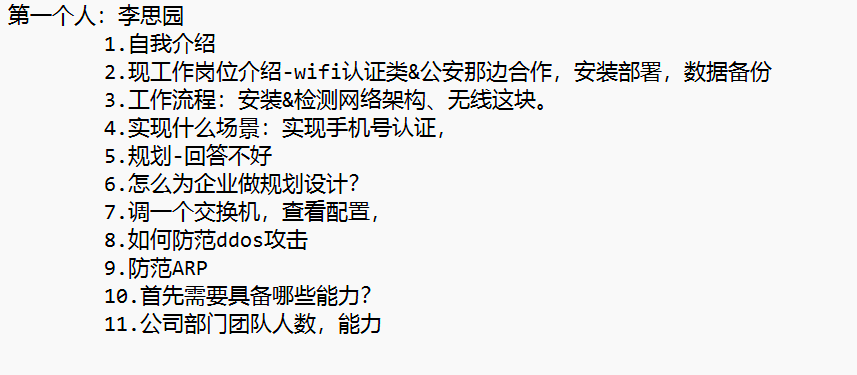 第一个人：李思园
1.自我介绍
2.现工作岗位介绍-wifi认证类&公安那边合作，安装部署，数据备份
3.工作流程：安装&检测网络架构、无线这块。
4.实现什么场景：实现手机号认证，
5.规划-回答不好
6.怎么为企业做规划设计？
7.调一个交换机，查看配置，
8.如何防范ddos攻击
9.防范ARP
10.首先需要具备哪些能力？
11.公司部门团队人数，能力